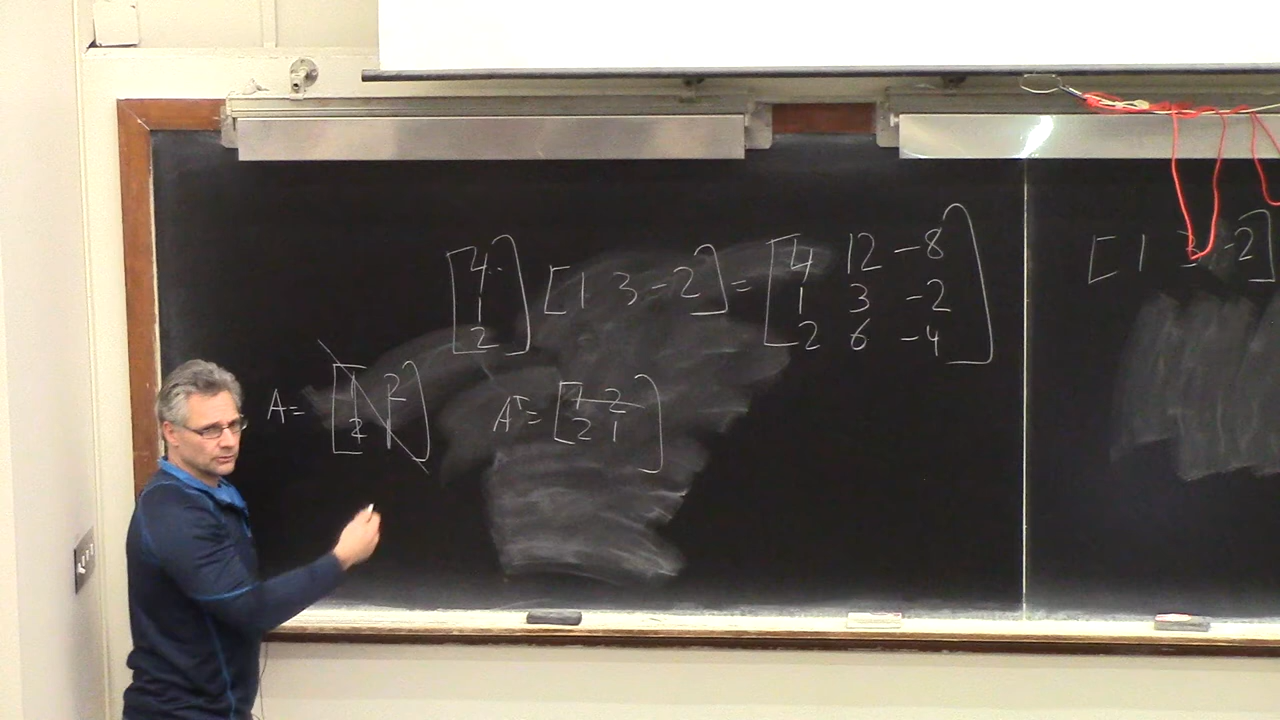 [4 1 2] [1 3 -2] = [4 12 -8
1 3 -2
2 6 -4]
[1 -2]
A = [1 2
2 1]
Aᵀ = [1 2
2 1]